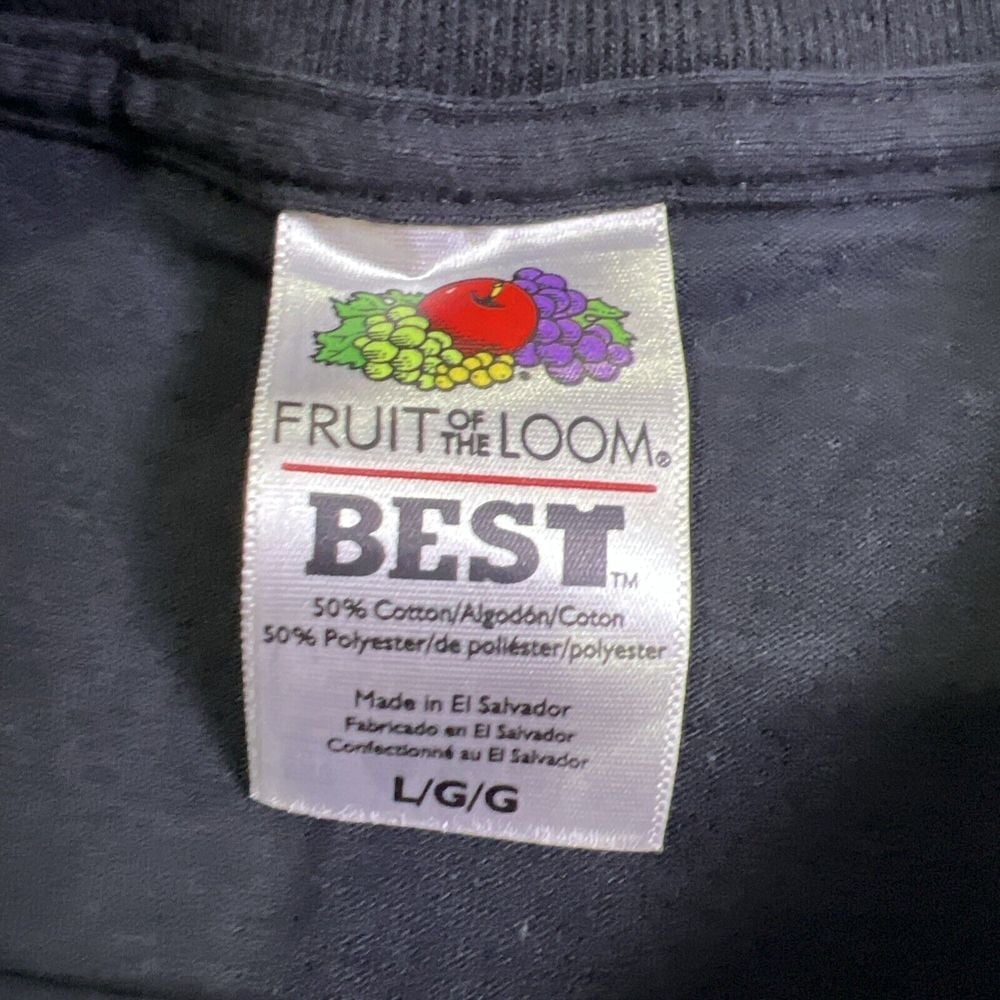 FRUIT OF THE LOOM®
BEST™
50% Cotton/Algodón/Coton
50% Polyester/de poliéster/polyester
Made in El Salvador
Fabricado en El Salvador
Confectionné au El Salvador
L/G/G